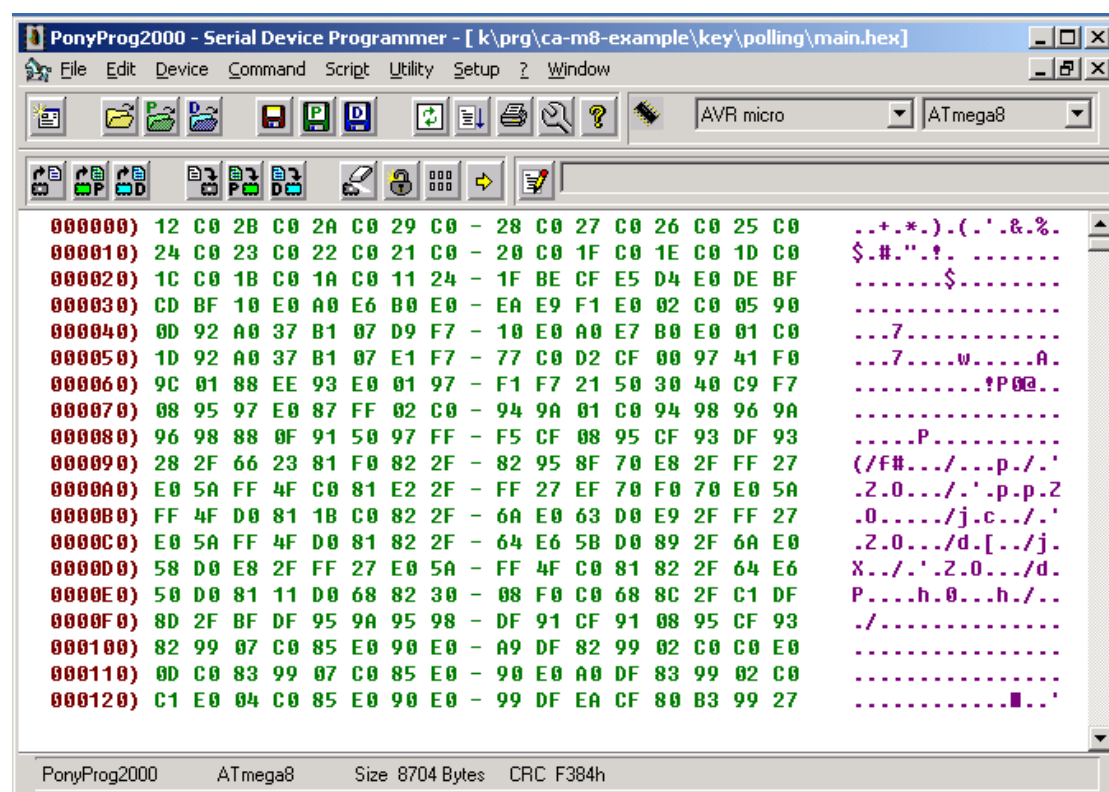 PonyProg2000 - Serial Device Programmer - [ k\prg\ca-m8-example\key\polling\main.hex]
File Edit Device Command Script Utility Setup ? Window
AVR micro ATmega8
000000) 12 C0 2B C0 2A C0 29 C0 - 28 C0 27 C0 26 C0 25 C0 ..+.*.).(.'.&.%.
000010) 24 C0 23 C0 22 C0 21 C0 - 20 C0 1F C0 1E C0 1D C0 $.#.".!. .......
000020) 1C C0 1B C0 1A C0 11 24 - 1F BE CF E5 D4 E0 DE BF .......$........
000030) CD BF 10 E0 A0 E6 B0 E0 - EA E9 F1 E0 02 C0 05 90 ................
000040) 0D 92 A0 37 B1 07 D9 F7 - 10 E0 A0 E7 B0 E0 01 C0 ...7............
000050) 1D 92 A0 37 B1 07 E1 F7 - 77 C0 D2 CF 00 97 41 F0 ...7....w.....A.
000060) 9C 01 88 EE 93 E0 01 97 - F1 F7 21 50 30 40 C9 F7 ..........!P0@..
000070) 08 95 97 E0 87 FF 02 C0 - 94 9A 01 C0 94 98 96 9A ................
000080) 96 98 88 0F 91 50 97 FF - F5 CF 08 95 CF 93 DF 93 .....P..........
000090) 28 2F 66 23 81 F0 82 2F - 82 95 8F 70 E8 2F FF 27 (/f#.../...p./.'
0000A0) E0 5A FF 4F C0 81 E2 2F - FF 27 EF 70 F0 70 E0 5A .Z.O.../.'.p.p.Z
0000B0) FF 4F D0 81 1B C0 82 2F - 6A E0 63 D0 E9 2F FF 27 .O...../j.c../.'
0000C0) E0 5A FF 4F D0 81 82 2F - 64 E6 5B D0 89 2F 6A E0 .Z.O.../d.[../j.
0000D0) 58 D0 E8 2F FF 27 E0 5A - FF 4F C0 81 82 2F 64 E6 X../.'.Z.O.../d.
0000E0) 50 D0 81 11 D0 68 82 30 - 08 F0 C0 68 8C 2F C1 DF P....h.0...h./..
0000F0) 8D 2F BF DF 95 9A 95 98 - DF 91 CF 91 08 95 CF 93 ./..............
000100) 82 99 07 C0 85 E0 90 E0 - A9 DF 82 99 02 C0 C0 E0 ................
000110) 0D C0 83 99 07 C0 85 E0 - 90 E0 A0 DF 83 99 02 C0 ................
000120) C1 E0 04 C0 85 E0 90 E0 - 99 DF EA CF 80 B3 99 27 ............█..'
PonyProg2000 ATmega8 Size 8704 Bytes CRC F384h